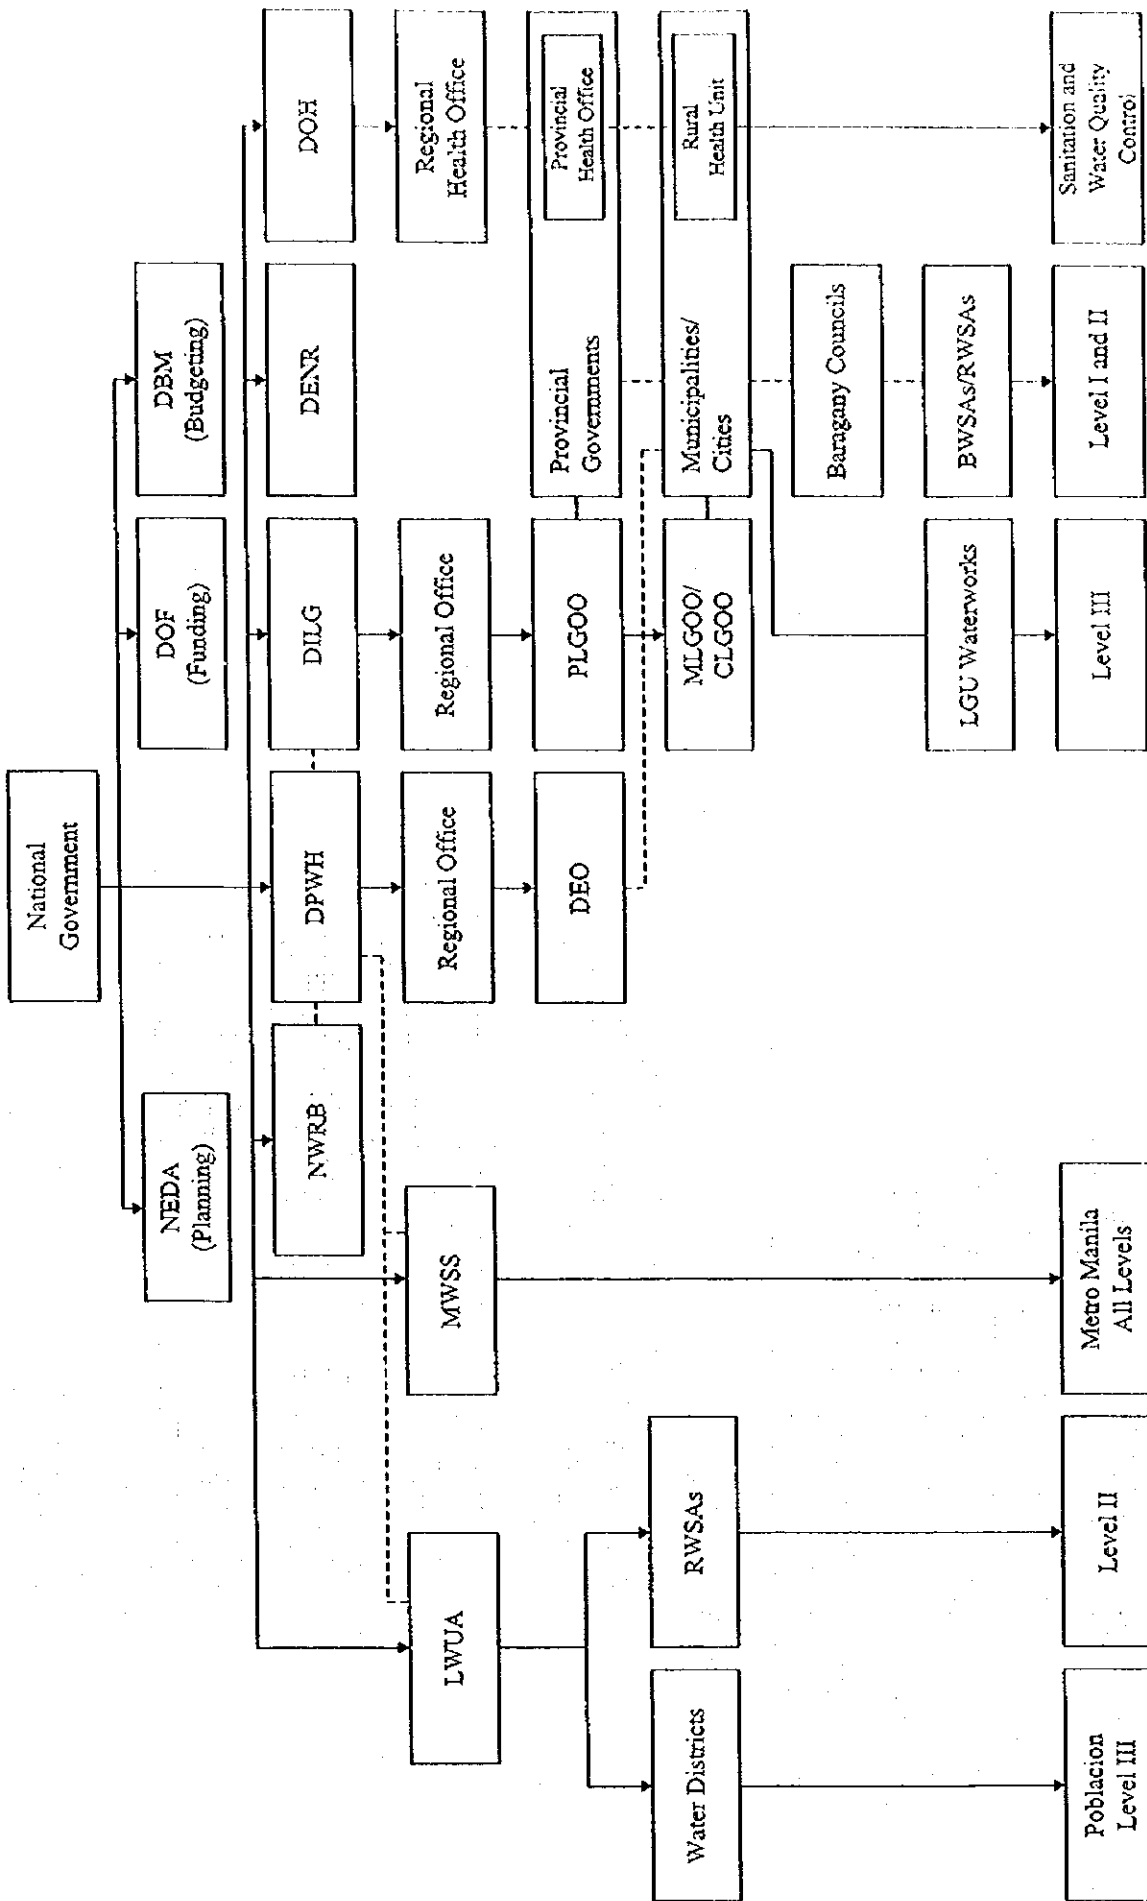 National
Government
NEDA
(Planning)
DOF
(Funding)
DBM
(Budgeting)
NWRB
DPWH
DILG
DENR
DOH
LWUA
MWSS
Regional Office
Regional Office
Regional
Health Office
DEO
PLGOO
Provincial
Governments
Provincial
Health Office
Water Districts
RWSAs
MLGOO/
CLGOO
Municipalities/
Cities
Rural
Health Unit
Baragany Councils
LGU Waterworks
BWSAs/RWSAs
Poblacion
Level III
Level II
Metro Manila
All Levels
Level III
Level I and II
Sanitation and
Water Quality
Control